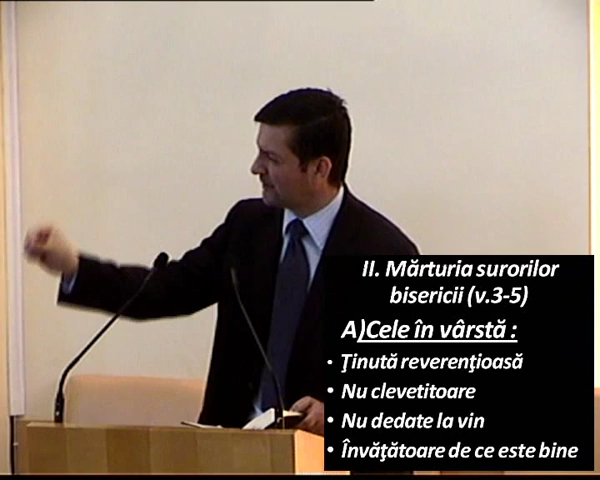 II. Mărturia surorilor
bisericii (v.3-5)
A)Cele în vârstă :
• Ţinută reverenţioasă
• Nu clevetitoare
• Nu dedate la vin
• Învăţătoare de ce este bine